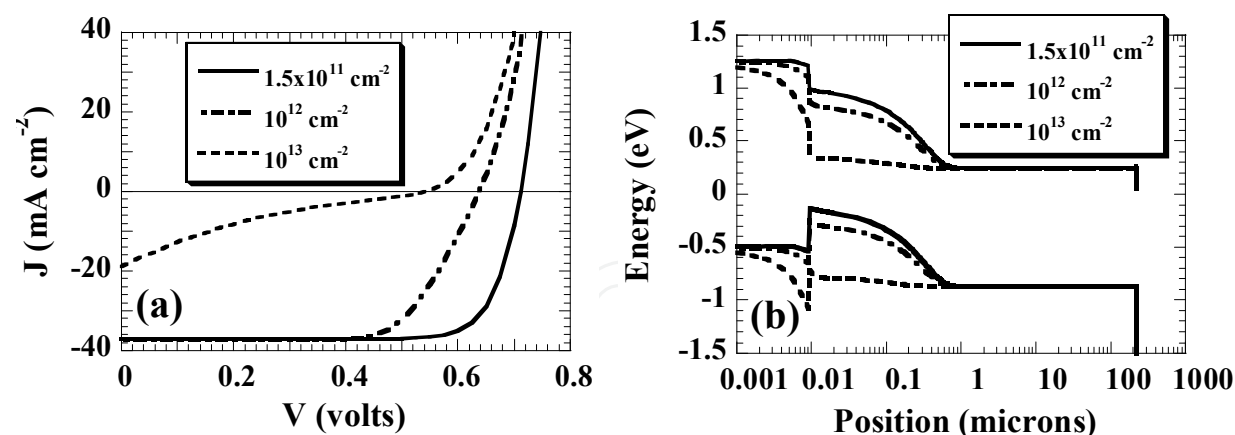 40
20
0
-20
-40
J (mA cm⁻²)
1.5x10¹¹ cm⁻²
10¹² cm⁻²
10¹³ cm⁻²
(a)
0 0.2 0.4 0.6 0.8
V (volts)
1.5
1
0.5
0
-0.5
-1
-1.5
Energy (eV)
1.5x10¹¹ cm⁻²
10¹² cm⁻²
10¹³ cm⁻²
(b)
0.001 0.01 0.1 1 10 100 1000
Position (microns)